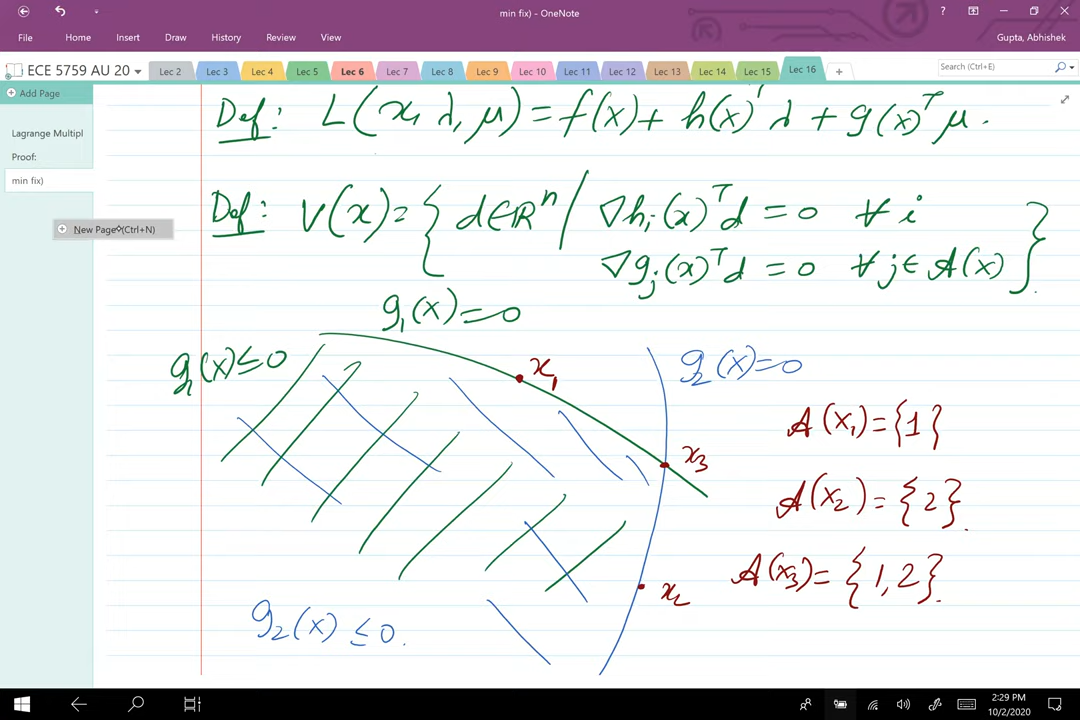 min fix) - OneNote
Gupta, Abhishek
File Home Insert Draw History Review View
ECE 5759 AU 20
Lec 2 Lec 3 Lec 4 Lec 5 Lec 6 Lec 7 Lec 8 Lec 9 Lec 10 Lec 11 Lec 12 Lec 13 Lec 14 Lec 15 Lec 16
Search (Ctrl+E)
Add Page
Lagrange Multipl
Proof:
min fix)
New Page (Ctrl+N)
Def: L(x, λ, μ) = f(x) + h(x)ᵀ λ + g(x)ᵀ μ.
Def: V(x) = { d ∈ ℝⁿ / ∇hᵢ(x)ᵀd = 0 ∀ i
∇gⱼ(x)ᵀd = 0 ∀ j ∈ A(x) }.
g₁(x) = 0
g₁(x) ≤ 0
x₁
g₂(x) = 0
A(x₁) = {1}
x₃
A(x₂) = {2}.
A(x₃) = {1, 2}.
x₂
g₂(x) ≤ 0.
2:29 PM
10/2/2020